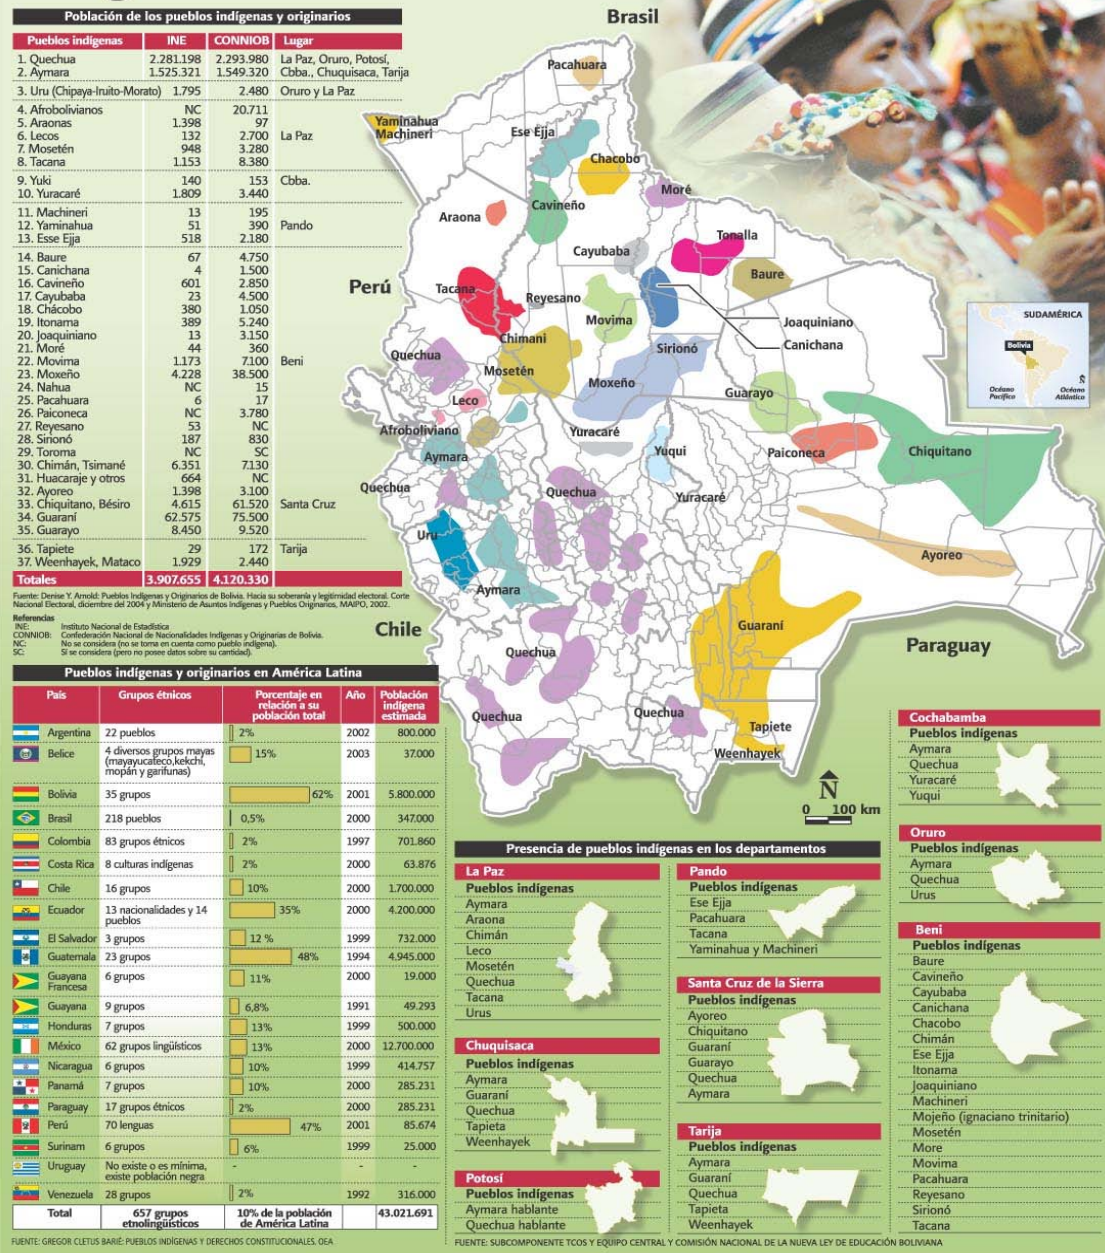 Población de los pueblos indígenas y originarios
Pueblos indígenas INE CONNIOB Lugar
1. Quechua 2.281.198 2.293.980 La Paz, Oruro, Potosí,
2. Aymara 1.525.321 1.549.320 Cbba., Chuquisaca, Tarija
3. Uru (Chipaya-Iruito-Morato) 1.795 2.480 Oruro y La Paz
4. Afrobolivianos NC 20.711
5. Araonas 1.398 97
6. Lecos 132 2.700 La Paz
7. Mosetén 948 3.280
8. Tacana 1.153 8.380
9. Yuki 140 153 Cbba.
10. Yuracaré 1.809 3.440
11. Machineri 13 195
12. Yaminahua 51 390 Pando
13. Esse Ejja 518 2.180
14. Baure 67 4.750
15. Canichana 4 1.500
16. Cavineño 601 2.850
17. Cayubaba 23 4.500
18. Chácobo 380 1.050
19. Itonama 389 5.240
20. Joaquiniano 13 3.150
21. Moré 44 360
22. Movima 1.173 7.100 Beni
23. Moxeño 4.228 38.500
24. Nahua NC 15
25. Pacahuara 6 17
26. Paiconeca NC 3.780
27. Reyesano 53 NC
28. Sirionó 187 830
29. Toroma NC SC
30. Chimán, Tsimané 6.351 7.130
31. Huacaraje y otros 664 NC
32. Ayoreo 1.398 3.100
33. Chiquitano, Bésiro 4.615 61.520 Santa Cruz
34. Guaraní 62.575 75.500
35. Guarayo 8.450 9.520
36. Tapiete 29 172 Tarija
37. Weenhayek, Mataco 1.929 2.440
Totales 3.907.655 4.120.330
Fuente: Denise Y. Arnold: Pueblos Indígenas y Originarios de Bolivia. Hacia su soberanía y legitimidad electoral. Corte
Nacional Electoral, diciembre del 2004 y Ministerio de Asuntos Indígenas y Pueblos Originarios, MAIPO, 2002.
Referencias
INE: Instituto Nacional de Estadística
CONNIOB: Confederación Nacional de Nacionalidades Indígenas y Originarias de Bolivia.
NC: No se considera (no se toma en cuenta como pueblo indígena).
SC: Sí se considera (pero no posee datos sobre su cantidad).
Brasil
Pacahuara
Yaminahua
Machineri
Ese Ejja
Chacobo
Moré
Cavineño
Araona
Tonalla
Cayubaba
Baure
Perú
Tacana
Reyesano
Movima
Joaquiniano
Canichana
Chimani
Sirionó
Quechua
Mosetén
Moxeño
Guarayo
Leco
Afroboliviano
Yuracaré
Aymara
Yuqui
Paiconeca
Chiquitano
Quechua
Quechua
Yuracaré
Uru
Ayoreo
Aymara
Guaraní
Chile
Paraguay
Quechua
Quechua
Quechua
Tapiete
Weenhayek
SUDAMÉRICA
Bolivia
Océano
Pacífico
Océano
Atlántico
N
N
0 100 km
Pueblos indígenas y originarios en América Latina
País Grupos étnicos Porcentaje en
relación a su
población total Año Población
indígena
estimada
Argentina 22 pueblos 2% 2002 800.000
Belice 4 diversos grupos mayas
(mayayucateco,kekchí,
mopán y garifunas) 15% 2003 37.000
Bolivia 35 grupos 62% 2001 5.800.000
Brasil 218 pueblos 0,5% 2000 347.000
Colombia 83 grupos étnicos 2% 1997 701.860
Costa Rica 8 culturas indígenas 2% 2000 63.876
Chile 16 grupos 10% 2000 1.700.000
Ecuador 13 nacionalidades y 14
pueblos 35% 2000 4.200.000
El Salvador 3 grupos 12 % 1999 732.000
Guatemala 23 grupos 48% 1994 4.945.000
Guayana
Francesa 6 grupos 11% 2000 19.000
Guayana 9 grupos 6,8% 1991 49.293
Honduras 7 grupos 13% 1999 500.000
México 62 grupos lingüísticos 13% 2000 12.700.000
Nicaragua 6 grupos 10% 1999 414.757
Panamá 7 grupos 10% 2000 285.231
Paraguay 17 grupos étnicos 2% 2000 285.231
Perú 70 lenguas 47% 2001 85.674
Surinam 6 grupos 6% 1999 25.000
Uruguay No existe o es mínima,
existe población negra - - -
Venezuela 28 grupos 2% 1992 316.000
Total 657 grupos
etnolingüísticos 10% de la población
de América Latina 43.021.691
FUENTE: GREGOR CLETUS BARIÉ: PUEBLOS INDÍGENAS Y DERECHOS CONSTITUCIONALES. OEA
Presencia de pueblos indígenas en los departamentos
La Paz
Pueblos indígenas
Aymara
Araona
Chimán
Leco
Mosetén
Quechua
Tacana
Urus
Chuquisaca
Pueblos indígenas
Aymara
Guaraní
Quechua
Tapieta
Weenhayek
Potosí
Pueblos indígenas
Aymara hablante
Quechua hablante
Pando
Pueblos indígenas
Ese Ejja
Pacahuara
Tacana
Yaminahua y Machineri
Santa Cruz de la Sierra
Pueblos indígenas
Ayoreo
Chiquitano
Guaraní
Guarayo
Quechua
Aymara
Tarija
Pueblos indígenas
Aymara
Guaraní
Quechua
Tapieta
Weenhayek
Cochabamba
Pueblos indígenas
Aymara
Quechua
Yuracaré
Yuqui
Oruro
Pueblos indígenas
Aymara
Quechua
Urus
Beni
Pueblos indígenas
Baure
Cavineño
Cayubaba
Canichana
Chacobo
Chimán
Ese Ejja
Itonama
Joaquiniano
Machineri
Mojeño (ignaciano trinitario)
Mosetén
More
Movima
Pacahuara
Reyesano
Sirionó
Tacana
FUENTE: SUBCOMPONENTE TCOS Y EQUIPO CENTRAL Y COMISIÓN NACIONAL DE LA NUEVA LEY DE EDUCACIÓN BOLIVIANA